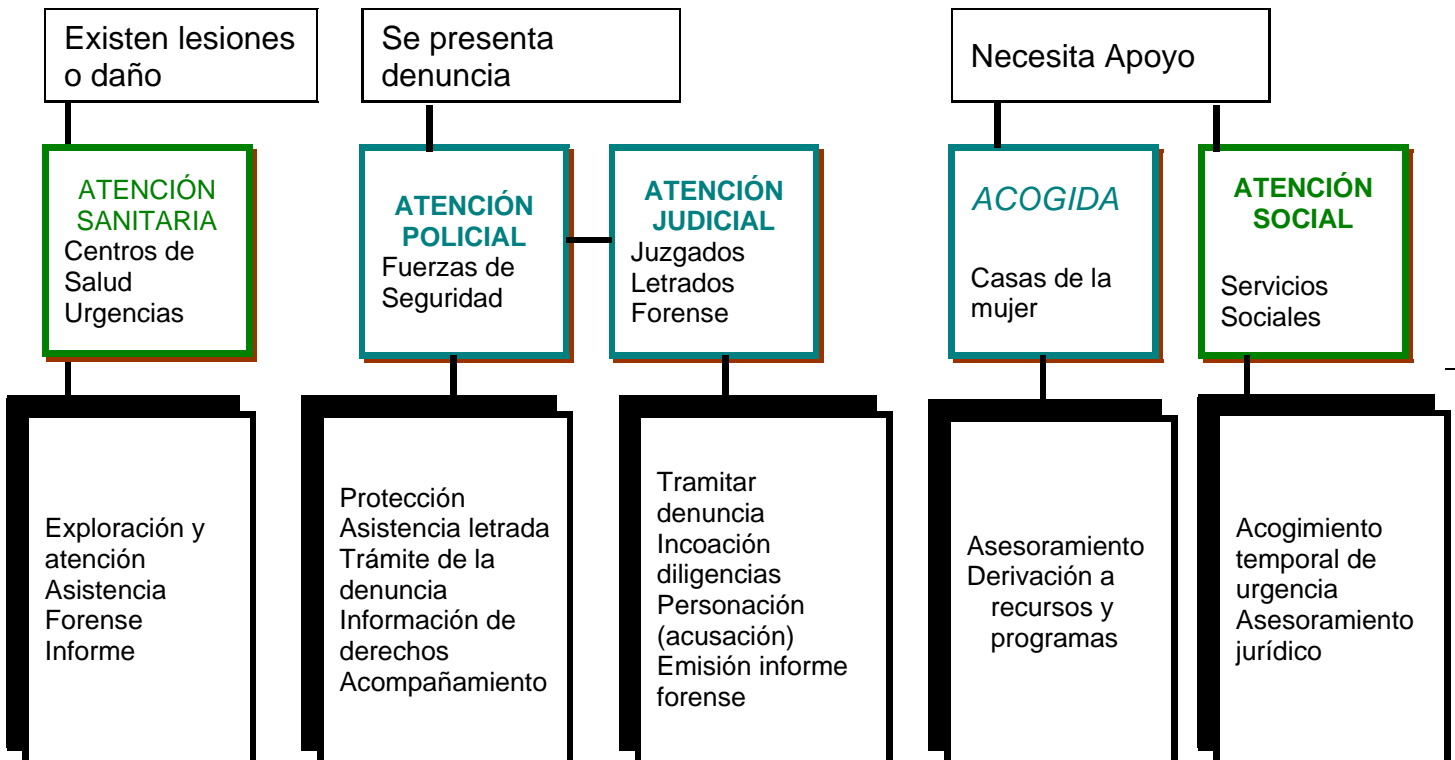 Existen lesiones
o daño
Se presenta
denuncia
Necesita Apoyo
ATENCIÓN
SANITARIA
Centros de
Salud
Urgencias
ATENCIÓN
POLICIAL
Fuerzas de
Seguridad
ATENCIÓN
JUDICIAL
Juzgados
Letrados
Forense
ACOGIDA
Casas de la
mujer
ATENCIÓN
SOCIAL
Servicios
Sociales
Exploración y
atención
Asistencia
Forense
Informe
Protección
Asistencia letrada
Trámite de la
denuncia
Información de
derechos
Acompañamiento
Tramitar
denuncia
Incoación
diligencias
Personación
(acusación)
Emisión informe
forense
Asesoramiento
Derivación a
recursos y
programas
Acogimiento
temporal de
urgencia
Asesoramiento
jurídico